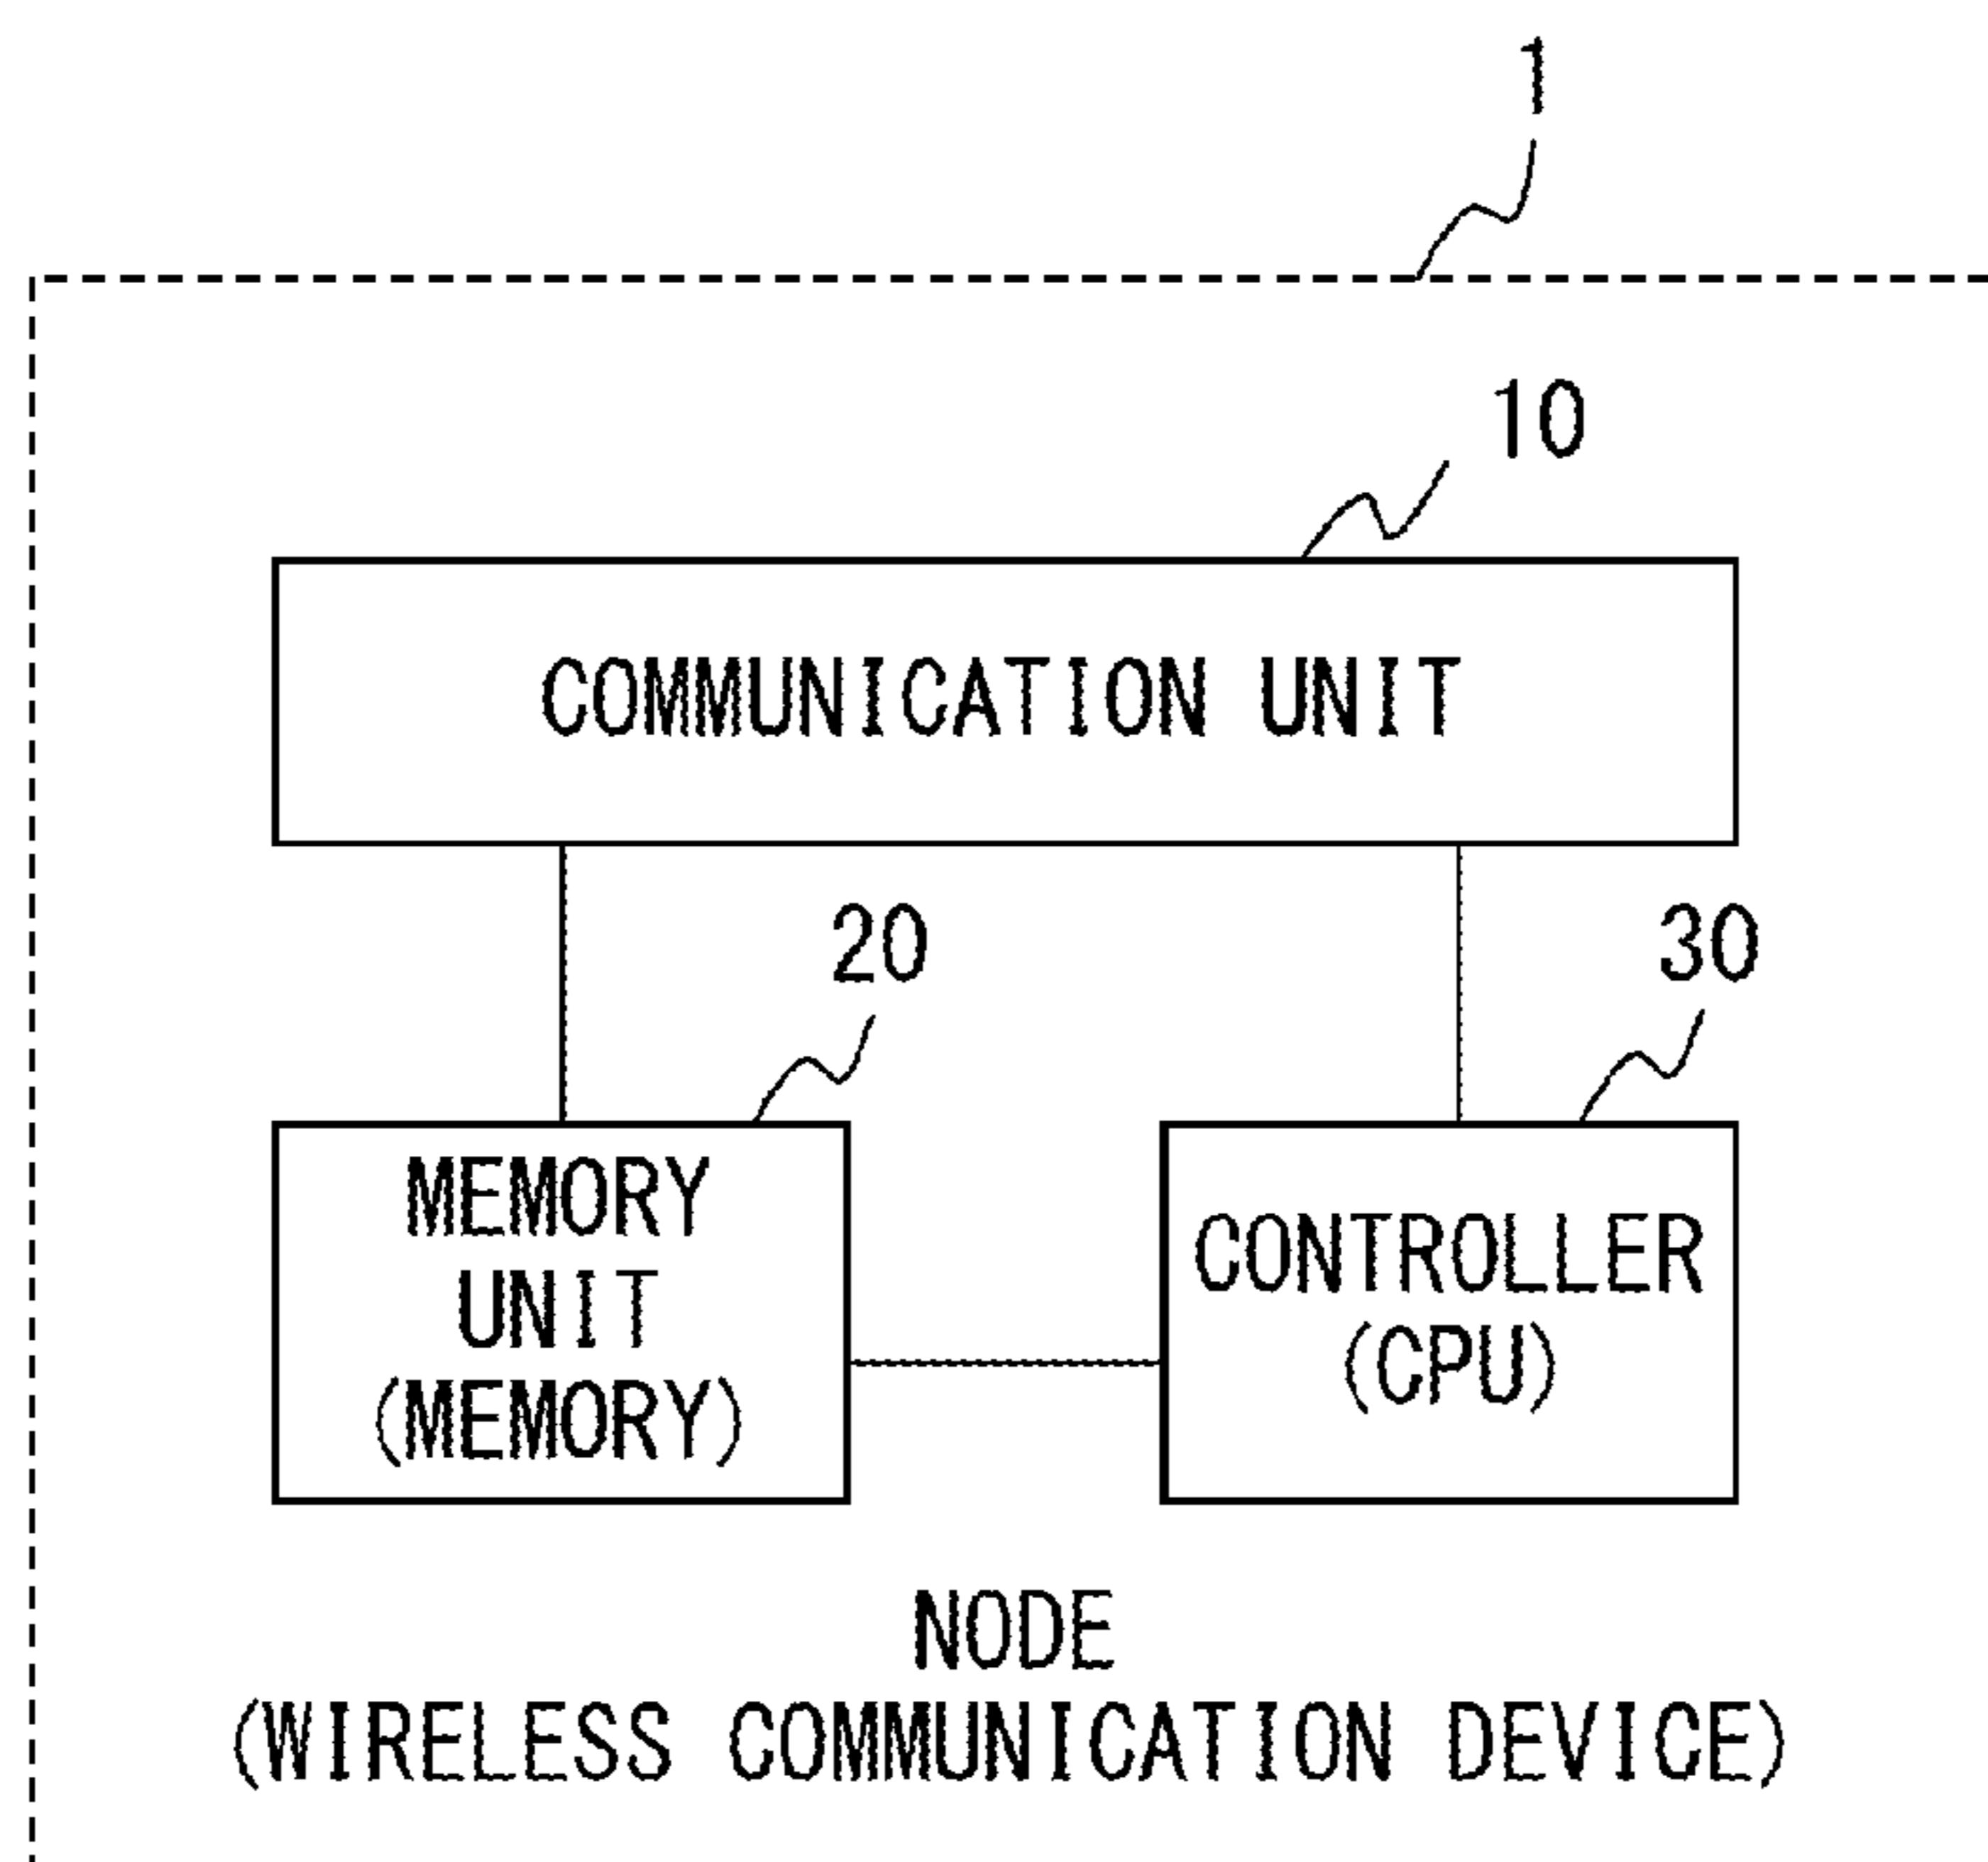 1
10
COMMUNICATION UNIT
20
30
MEMORY
UNIT
(MEMORY)
CONTROLLER
(CPU)
NODE
(WIRELESS COMMUNICATION DEVICE)